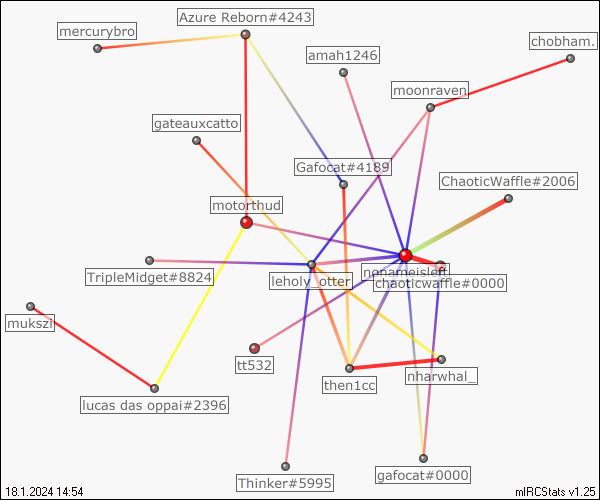 Azure Reborn#4243
mercurybro
chobham.
amah1246
moonraven
gateauxcatto
Gafocat#4189
ChaoticWaffle#2006
motorthud
nonameisleft
TripleMidget#8824
leholy_otter
chaoticwaffle#0000
mukszi
tt532
then1cc
nharwhal_
lucas das oppai#2396
Thinker#5995
gafocat#0000
18.1.2024 14:54
mIRCStats v1.25